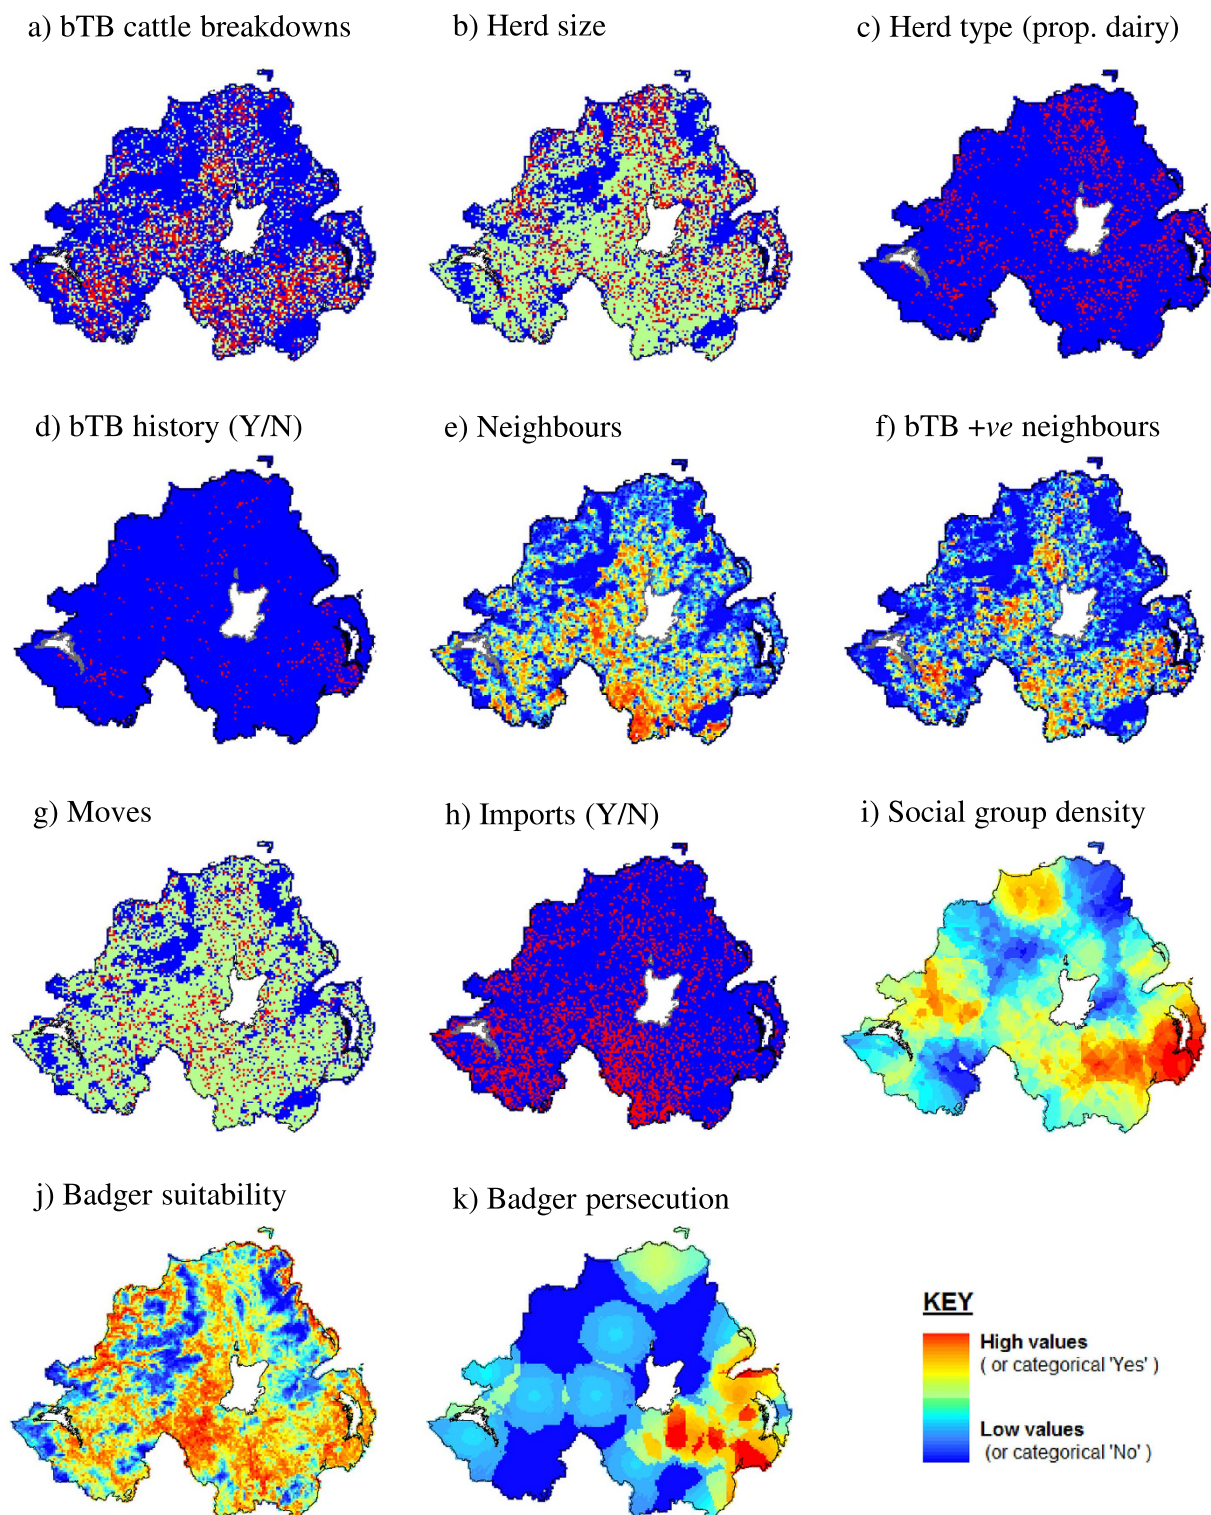 a) bTB cattle breakdowns
b) Herd size
c) Herd type (prop. dairy)
d) bTB history (Y/N)
e) Neighbours
f) bTB +ve neighbours
g) Moves
h) Imports (Y/N)
i) Social group density
j) Badger suitability
k) Badger persecution
KEY
High values
( or categorical 'Yes' )
Low values
(or categorical 'No' )